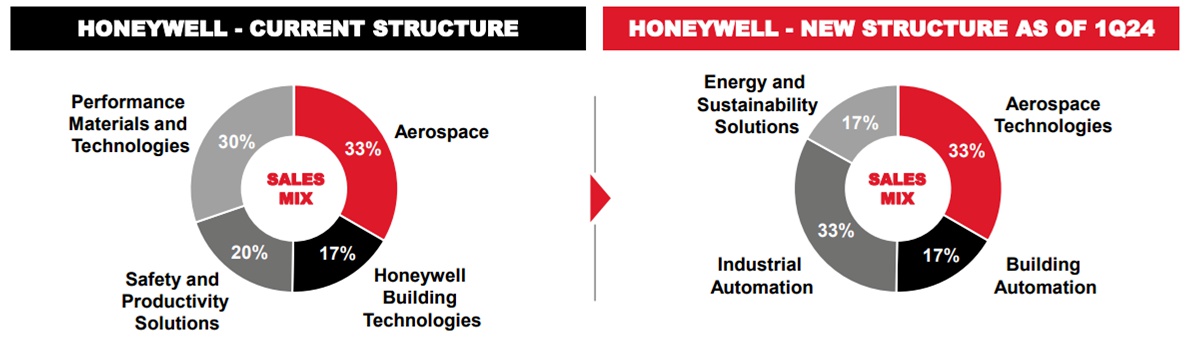 HONEYWELL - CURRENT STRUCTURE
Performance
Materials and
Technologies
30%
33%
Aerospace
SALES
MIX
20%
17%
Safety and
Productivity
Solutions
Honeywell
Building
Technologies
HONEYWELL - NEW STRUCTURE AS OF 1Q24
Energy and
Sustainability
Solutions
17%
33%
Aerospace
Technologies
SALES
MIX
33%
17%
Industrial
Automation
Building
Automation